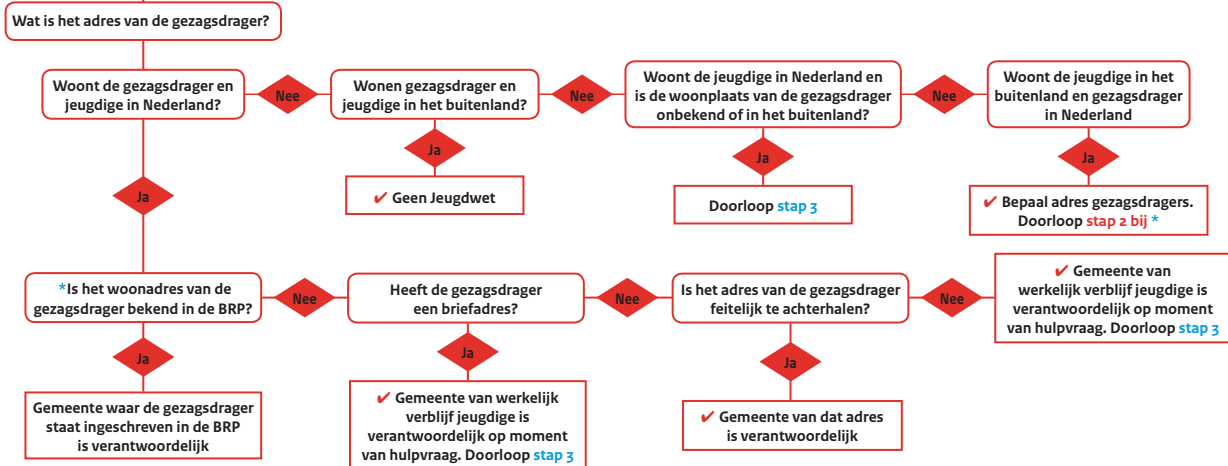 Wat is het adres van de gezagsdrager?
Woont de gezagsdrager en
jeugdige in Nederland?
Nee
Wonen gezagsdrager en
jeugdige in het buitenland?
Nee
Woont de jeugdige in Nederland en
is de woonplaats van de gezagsdrager
onbekend of in het buitenland?
Nee
Woont de jeugdige in het
buitenland en gezagsdrager
in Nederland
Ja
Ja
Ja
Ja
✔ Geen Jeugdwet
Doorloop stap 3
✔ Bepaal adres gezagsdragers.
Doorloop stap 2 bij *
*Is het woonadres van de
gezagsdrager bekend in de BRP?
Nee
Heeft de gezagsdrager
een briefadres?
Nee
Is het adres van de gezagsdrager
feitelijk te achterhalen?
Nee
✔ Gemeente van
werkelijk verblijf jeugdige is
verantwoordelijk op moment
van hulpvraag. Doorloop stap 3
Ja
Ja
Ja
Gemeente waar de gezagsdrager
staat ingeschreven in de BRP
is verantwoordelijk
✔ Gemeente van werkelijk
verblijf jeugdige is
verantwoordelijk op moment
van hulpvraag. Doorloop stap 3
✔ Gemeente van dat adres
is verantwoordelijk